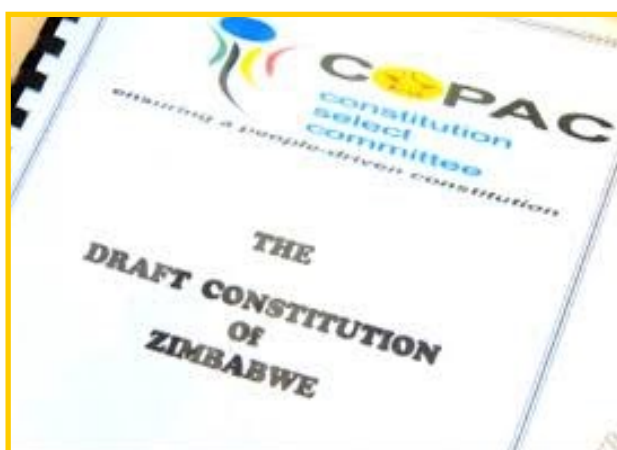 COPAC
constitution
select
committee
ensuring a people-driven constitution
THE
DRAFT CONSTITUTION
Of
ZIMBABWE